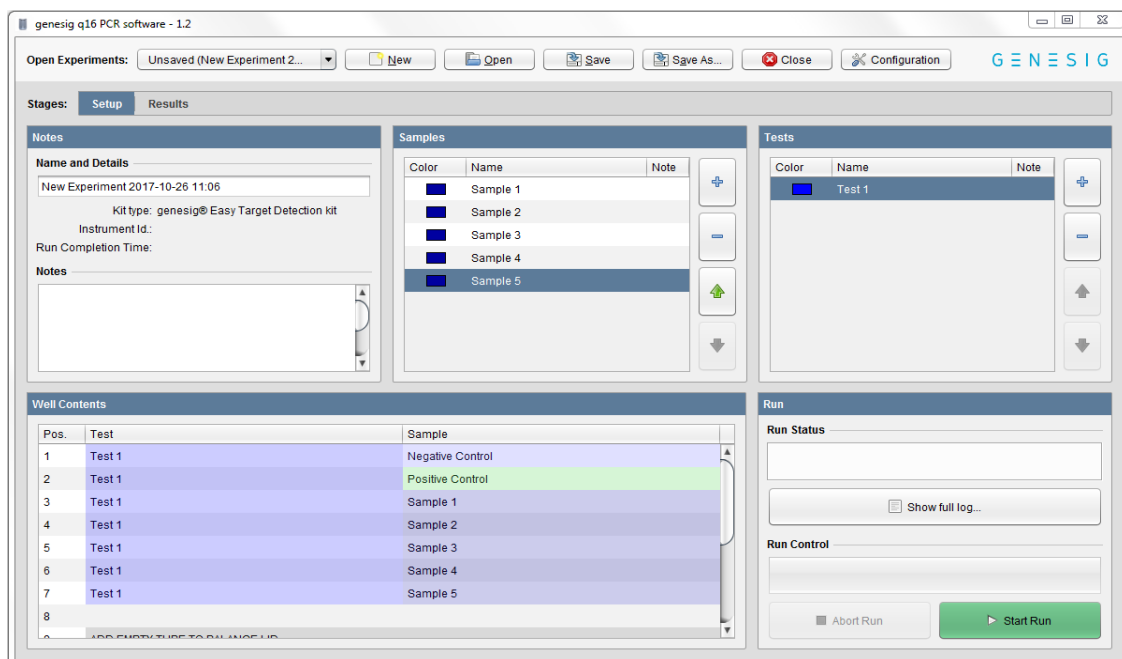 genesig q16 PCR software - 1.2
Open Experiments: Unsaved (New Experiment 2... New Open Save Save As... Close Configuration GENESIG
Stages: Setup Results
Notes
Name and Details
New Experiment 2017-10-26 11:06
Kit type: genesig® Easy Target Detection kit
Instrument Id.:
Run Completion Time:
Notes
Samples
Color Name Note
Sample 1
Sample 2
Sample 3
Sample 4
Sample 5
Tests
Color Name Note
Test 1
Well Contents
Pos. Test Sample
1 Test 1 Negative Control
2 Test 1 Positive Control
3 Test 1 Sample 1
4 Test 1 Sample 2
5 Test 1 Sample 3
6 Test 1 Sample 4
7 Test 1 Sample 5
8
ADD EMPTY TUBE TO BALANCE LID
Run
Run Status
Show full log...
Run Control
Abort Run Start Run